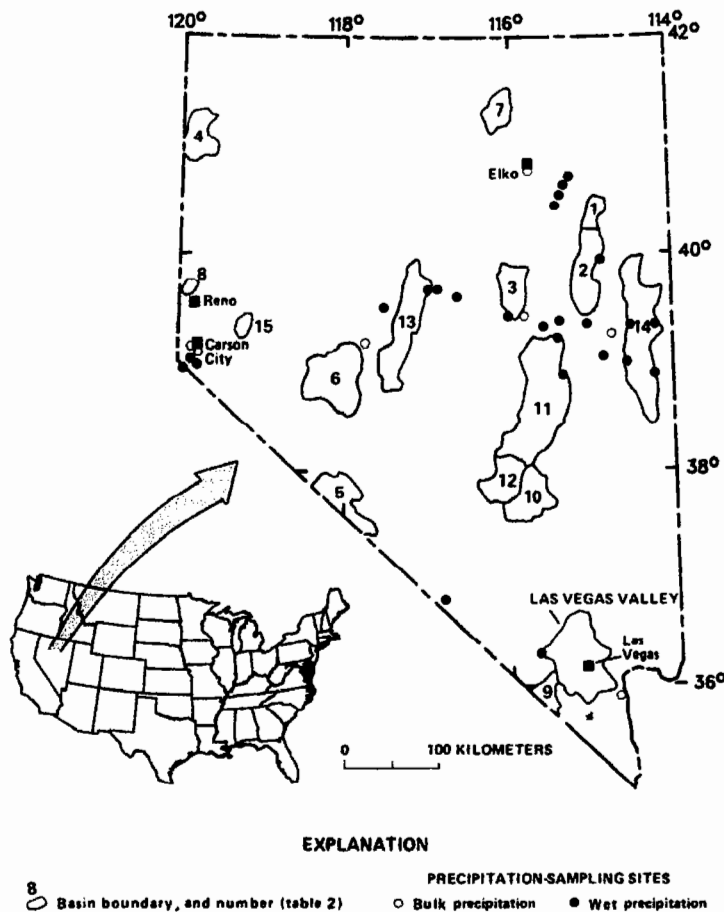 120°
118°
116°
114°
42°
7
4
Elko
1
40°
8
2
3
Reno
15
13
14
Carson
City
6
11
38°
12
5
10
LAS VEGAS VALLEY
Las
Vegas
36°
9
0 100 KILOMETERS
EXPLANATION
PRECIPITATION-SAMPLING SITES
8
Basin boundary, and number (table 2)
Bulk precipitation
Wet precipitation